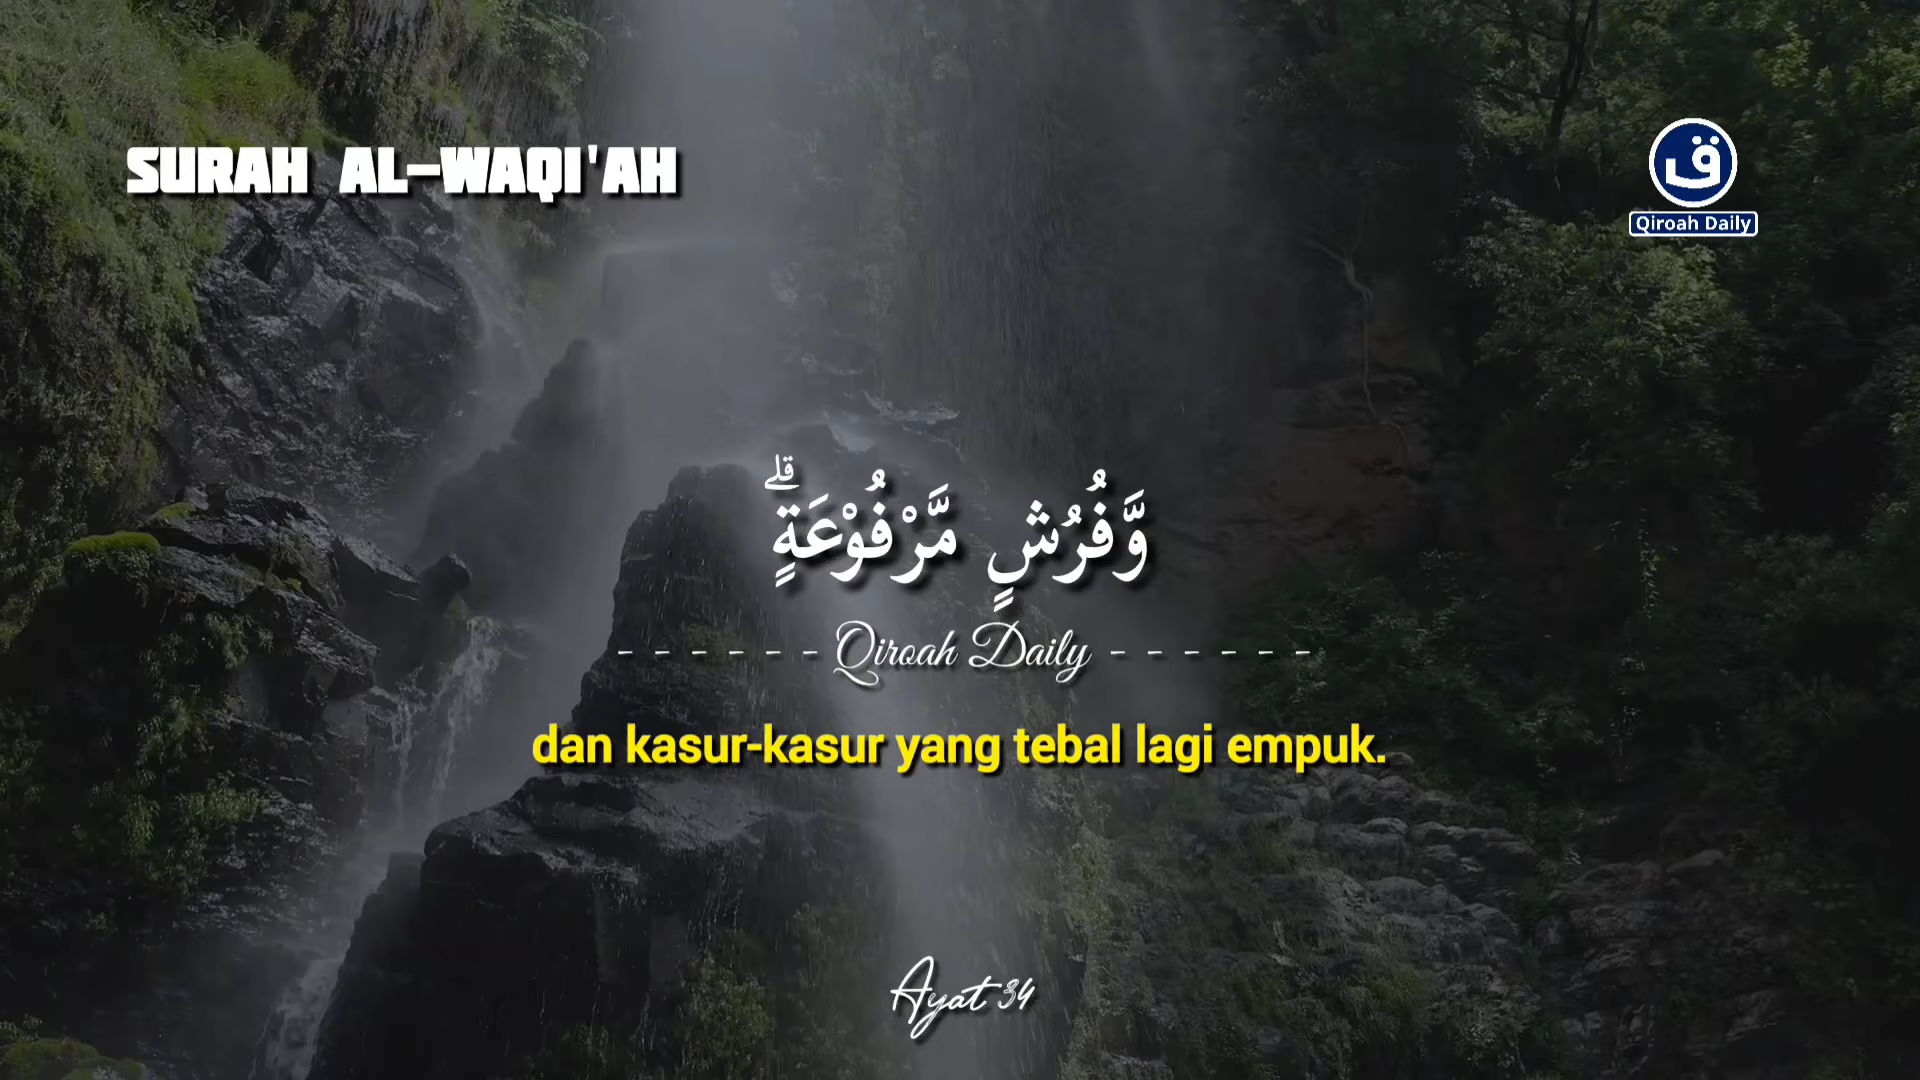 SURAH AL-WAQI'AH
ق
Qiroah Daily
وَّفُرُشٍ مَّرْفُوْعَةٍۗ
- - - - - - Qiroah Daily - - - - - -
dan kasur-kasur yang tebal lagi empuk.
Ayat 34